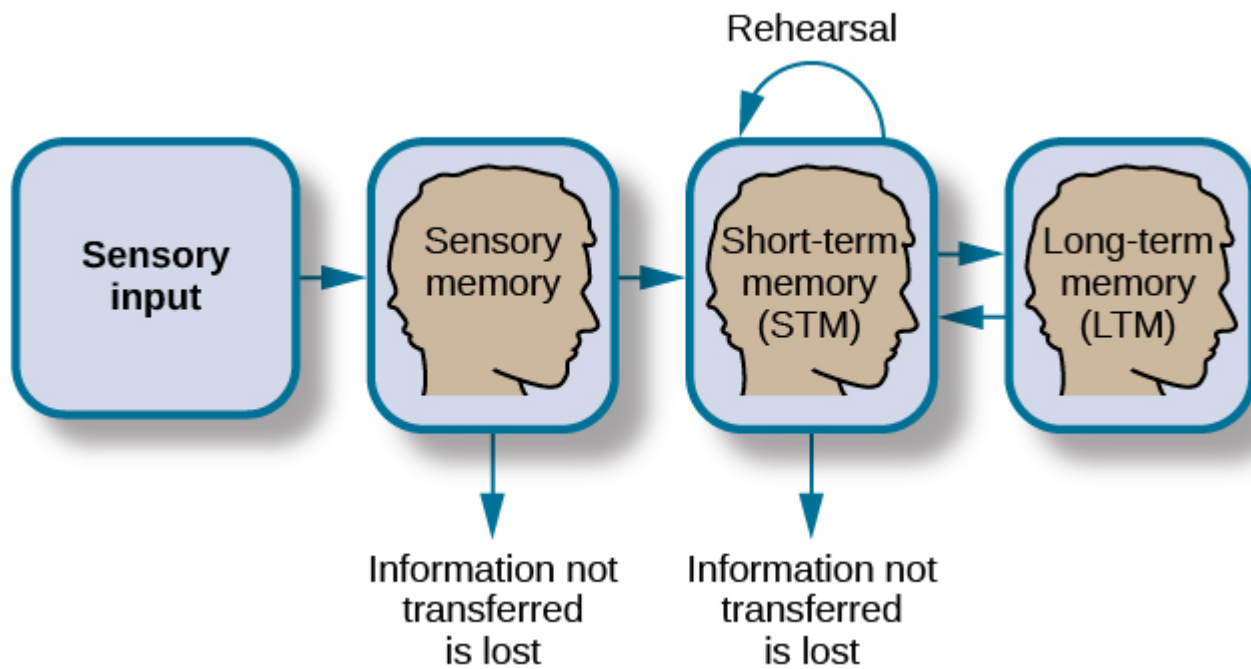 Rehearsal
Sensory
input
Sensory
memory
Short-term
memory
(STM)
Long-term
memory
(LTM)
Information not
transferred
is lost
Information not
transferred
is lost